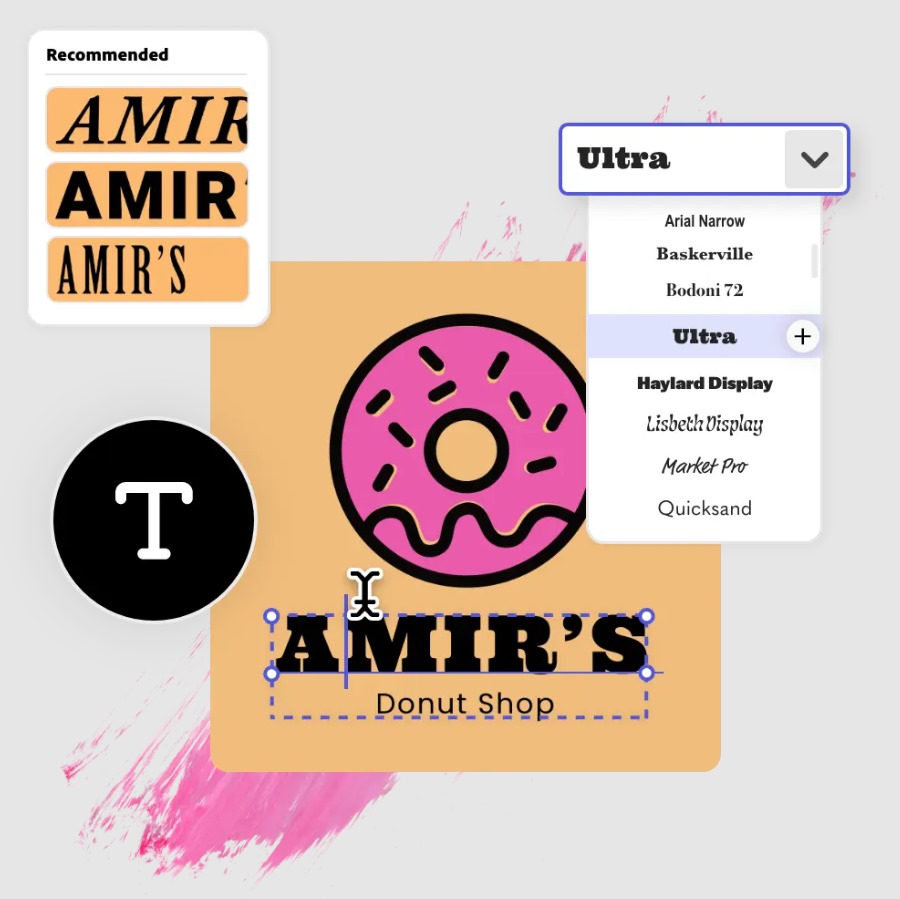 Recommended
AMIR
AMIR'
AMIR'S
Ultra
Arial Narrow
Baskerville
Bodoni 72
Ultra
Haylard Display
Lisbeth Display
Market Pro
Quicksand
T
AMIR'S
Donut Shop